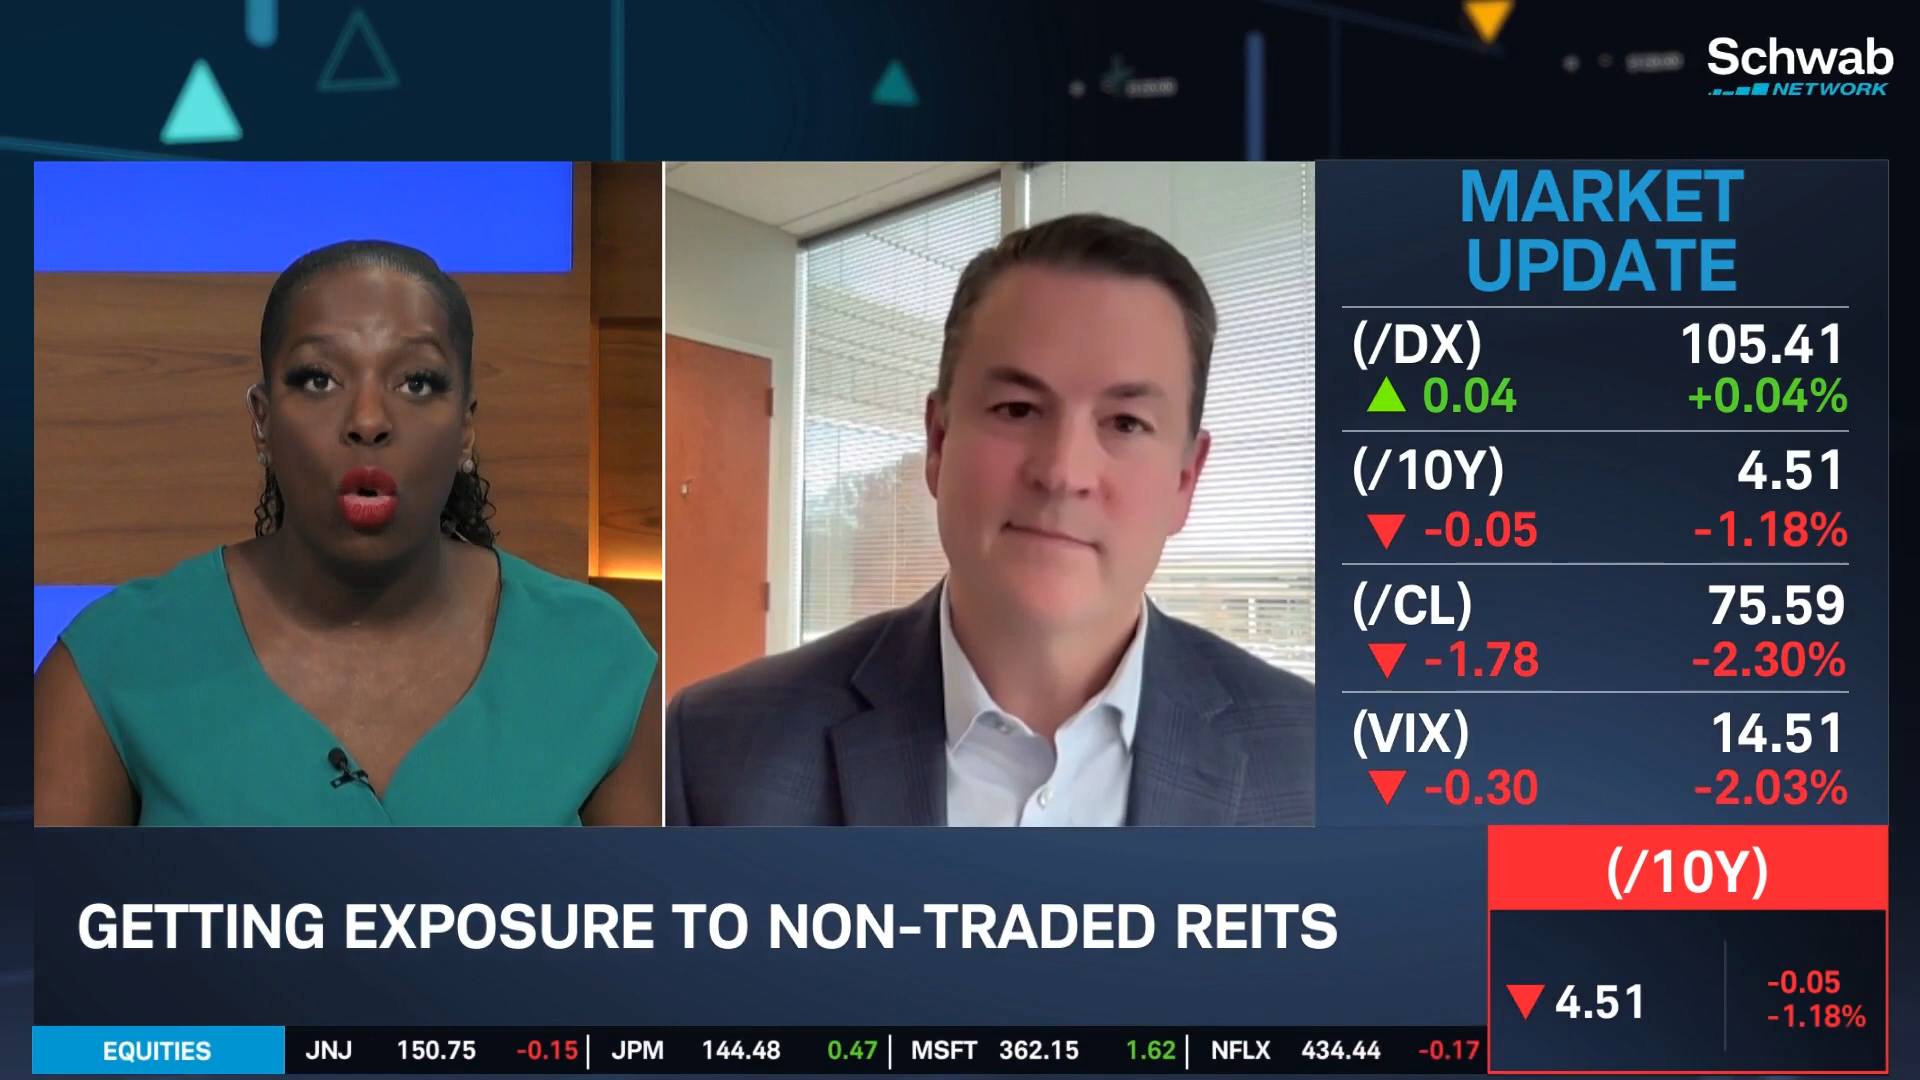 Schwab
NETWORK
MARKET
UPDATE
(/DX) 105.41
▲ 0.04 +0.04%
(/10Y) 4.51
▼ -0.05 -1.18%
(/CL) 75.59
▼ -1.78 -2.30%
(VIX) 14.51
▼ -0.30 -2.03%
GETTING EXPOSURE TO NON-TRADED REITS
(/10Y)
▼ 4.51
-0.05
-1.18%
EQUITIES JNJ 150.75 -0.15 JPM 144.48 0.47 MSFT 362.15 1.62 NFLX 434.44 -0.17